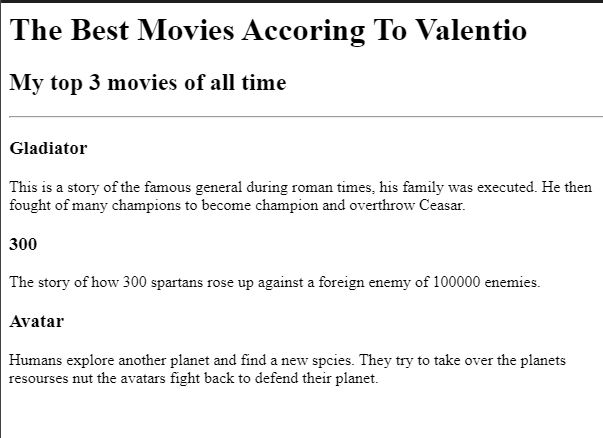 The Best Movies Accoring To Valentio
My top 3 movies of all time
Gladiator
This is a story of the famous general during roman times, his family was executed. He then
fought of many champions to become champion and overthrow Ceasar.
300
The story of how 300 spartans rose up against a foreign enemy of 100000 enemies.
Avatar
Humans explore another planet and find a new spcies. They try to take over the planets
resourses nut the avatars fight back to defend their planet.